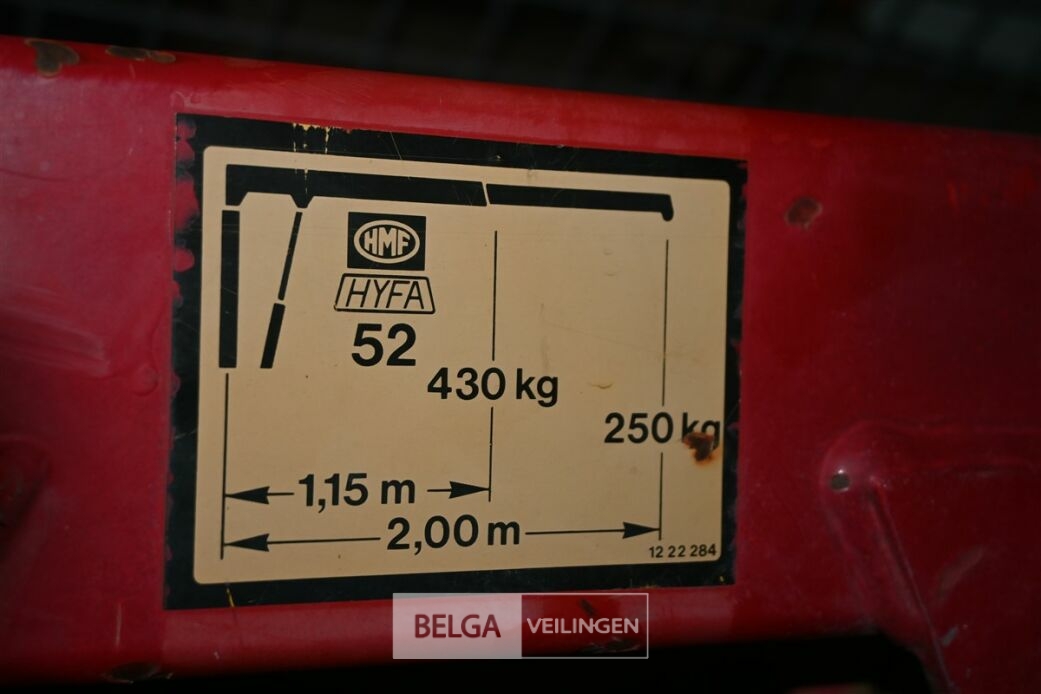 HMF
HYFA
52
430 kg
250 kg
1,15 m
2,00 m
12 22 284
BELGA VEILINGEN